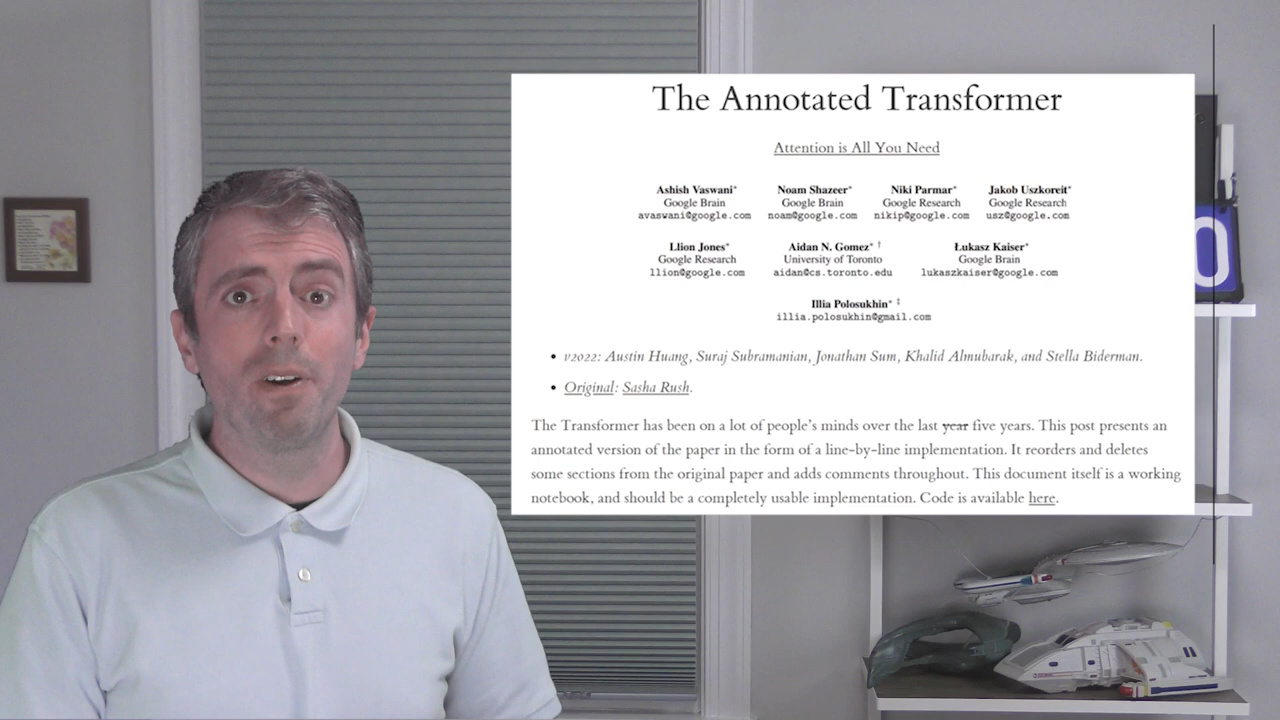 The Annotated Transformer
Attention is All You Need
Ashish Vaswani* Noam Shazeer* Niki Parmar* Jakob Uszkoreit*
Google Brain Google Brain Google Research Google Research
avaswani@google.com noam@google.com nikip@google.com usz@google.com
Llion Jones* Aidan N. Gomez* † Łukasz Kaiser*
Google Research University of Toronto Google Brain
llion@google.com aidan@cs.toronto.edu lukaszkaiser@google.com
Illia Polosukhin* ‡
illia.polosukhin@gmail.com
• v2022: Austin Huang, Suraj Subramanian, Jonathan Sum, Khalid Almubarak, and Stella Biderman.
• Original: Sasha Rush.
The Transformer has been on a lot of people's minds over the last year five years. This post presents an
annotated version of the paper in the form of a line-by-line implementation. It reorders and deletes
some sections from the original paper and adds comments throughout. This document itself is a working
notebook, and should be a completely usable implementation. Code is available here.
0